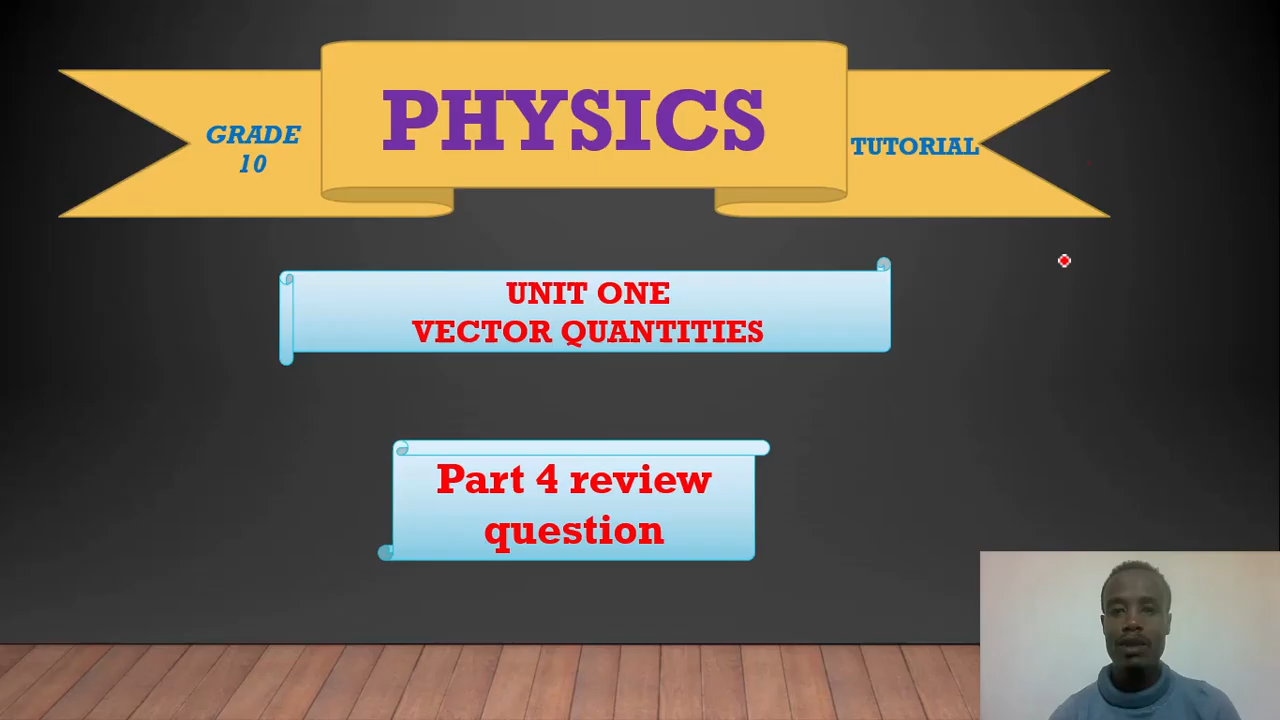 GRADE
10
PHYSICS
TUTORIAL
UNIT ONE
VECTOR QUANTITIES
Part 4 review
question